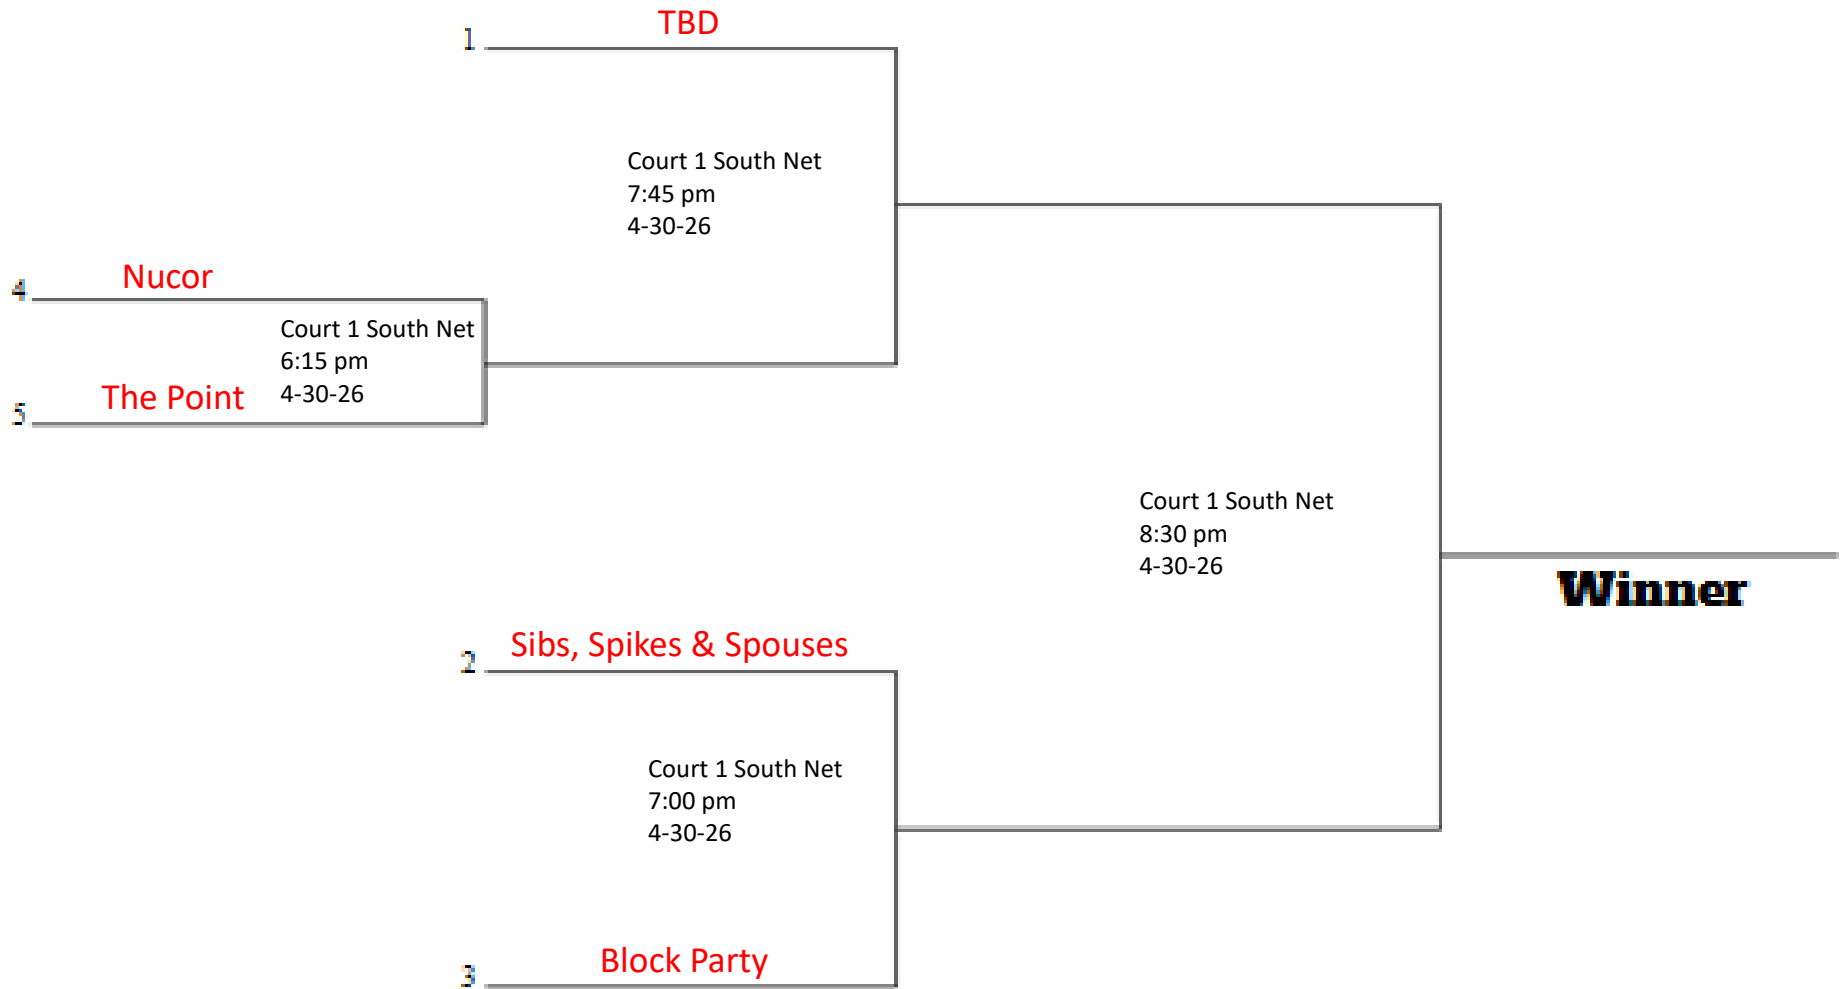 1 TBD
Court 1 South Net
7:45 pm
4-30-26
4 Nucor
Court 1 South Net
6:15 pm
4-30-26
5 The Point
Court 1 South Net
8:30 pm
4-30-26
Winner
2 Sibs, Spikes & Spouses
Court 1 South Net
7:00 pm
4-30-26
3 Block Party